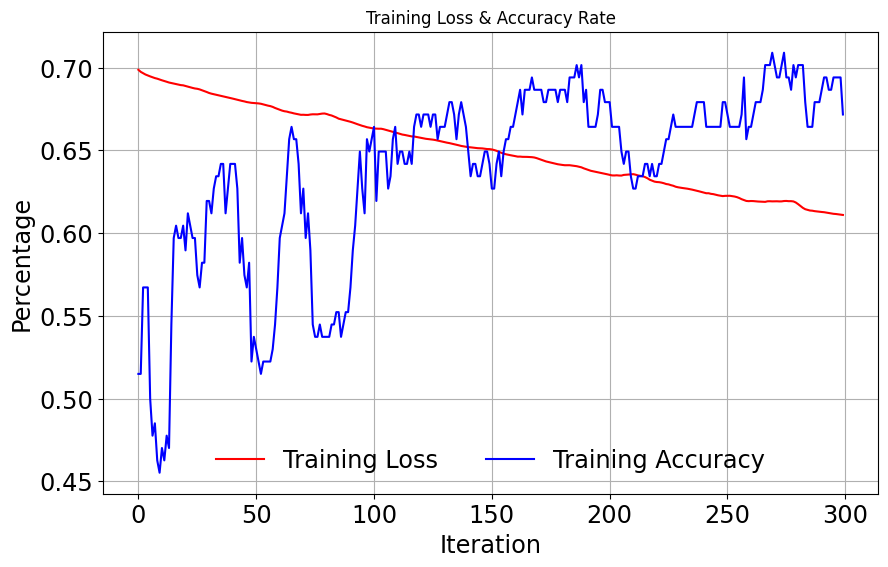 Training Loss & Accuracy Rate
0.70
0.65
0.60
0.55
0.50
0.45
Percentage
Training Loss
Training Accuracy
0 50 100 150 200 250 300
Iteration